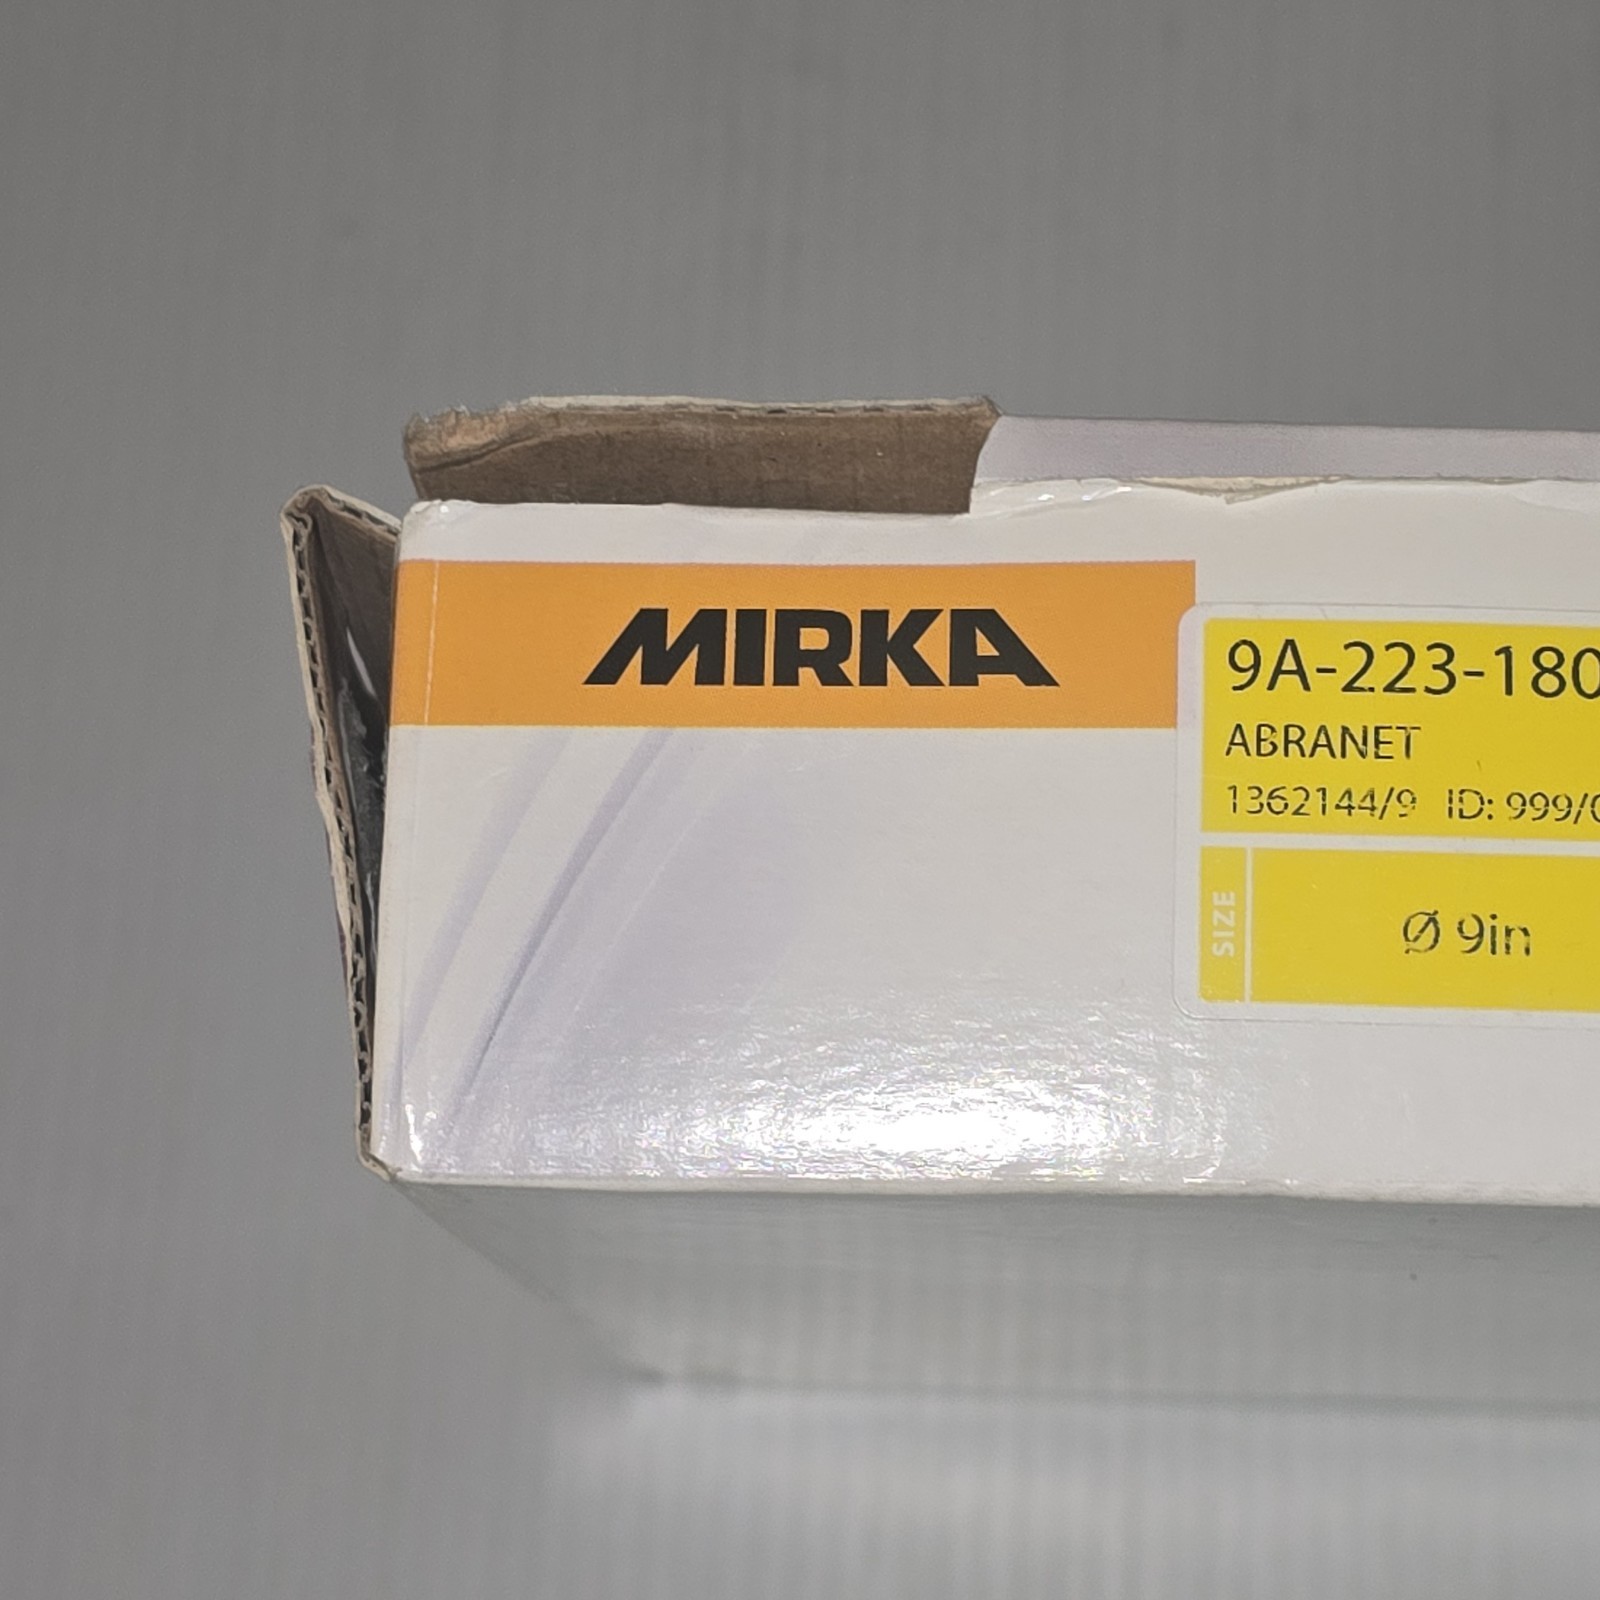 MIRKA
9A-223-180
ABRANET
1362144/9 ID: 999/
SIZE
Ø 9in